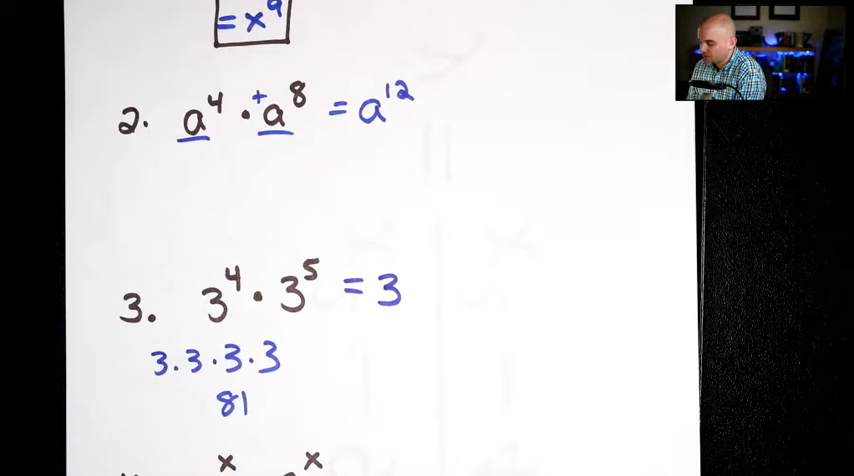 = x⁹
2. a⁴ · + a⁸ = a¹²
3. 3⁴ · 3⁵ = 3
3 · 3 · 3 · 3
81
x x